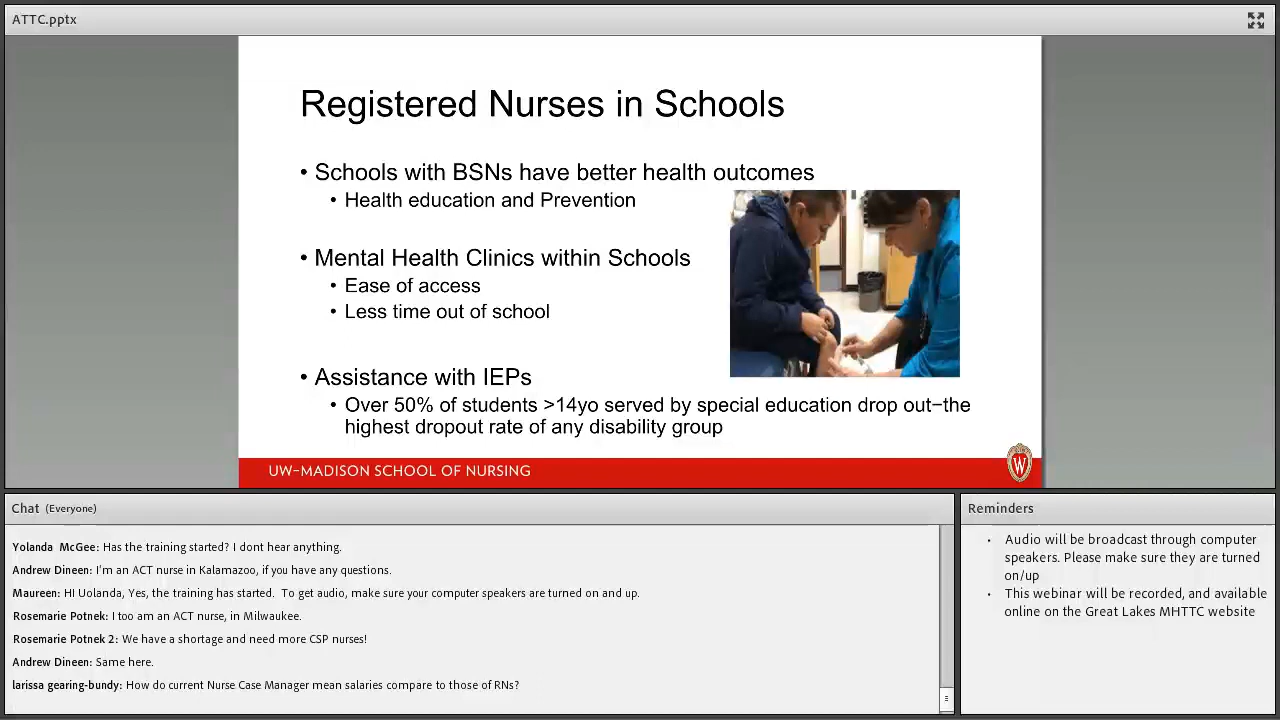 ATTC.pptx
Registered Nurses in Schools
• Schools with BSNs have better health outcomes
• Health education and Prevention
• Mental Health Clinics within Schools
• Ease of access
• Less time out of school
• Assistance with IEPs
• Over 50% of students >14yo served by special education drop out–the
highest dropout rate of any disability group
UW–MADISON SCHOOL OF NURSING
W
Chat (Everyone)
Yolanda McGee: Has the training started? I dont hear anything.
Andrew Dineen: I'm an ACT nurse in Kalamazoo, if you have any questions.
Maureen: HI Uolanda, Yes, the training has started. To get audio, make sure your computer speakers are turned on and up.
Rosemarie Potnek: I too am an ACT nurse, in Milwaukee.
Rosemarie Potnek 2: We have a shortage and need more CSP nurses!
Andrew Dineen: Same here.
larissa gearing-bundy: How do current Nurse Case Manager mean salaries compare to those of RNs?
Reminders
• Audio will be broadcast through computer
speakers. Please make sure they are turned
on/up
• This webinar will be recorded, and available
online on the Great Lakes MHTTC website